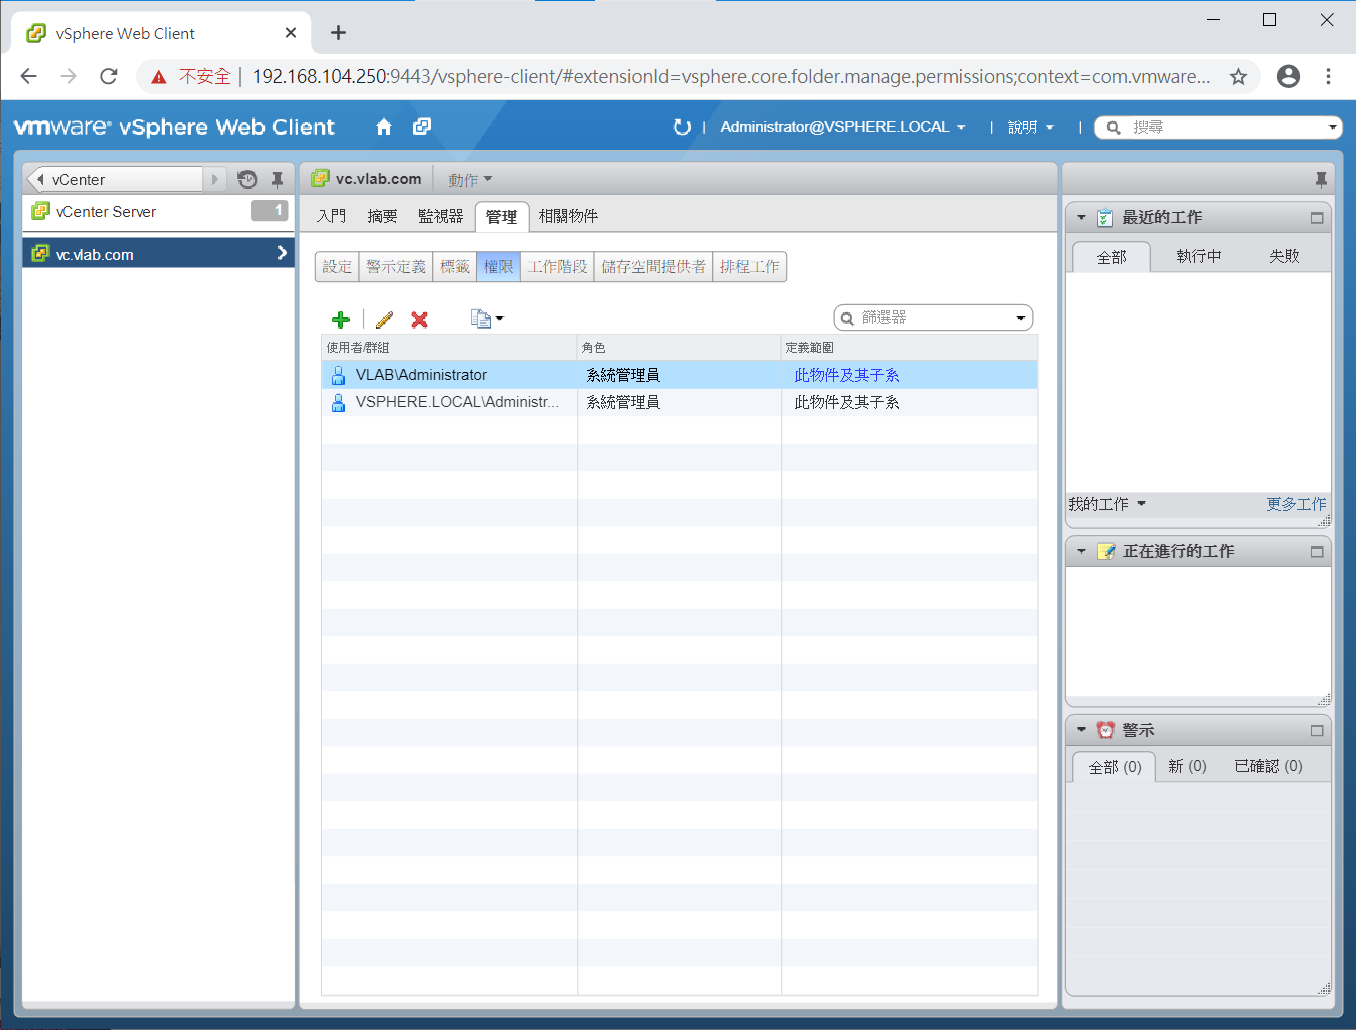 vSphere Web Client
不安全 192.168.104.250:9443/vsphere-client/#extensionId=vsphere.core.folder.manage.permissions;context=com.vmware...
vmware® vSphere Web Client
Administrator@VSPHERE.LOCAL
說明
搜尋
vCenter
vCenter Server 1
vc.vlab.com
vc.vlab.com 動作
入門 摘要 監視器 管理 相關物件
設定 警示定義 標籤 權限 工作階段 儲存空間提供者 排程工作
篩選器
使用者/群組 角色 定義範圍
VLAB\Administrator 系統管理員 此物件及其子系
VSPHERE.LOCAL\Administr... 系統管理員 此物件及其子系
最近的工作
全部 執行中 失敗
我的工作 更多工作
正在進行的工作
警示
全部 (0) 新 (0) 已確認 (0)